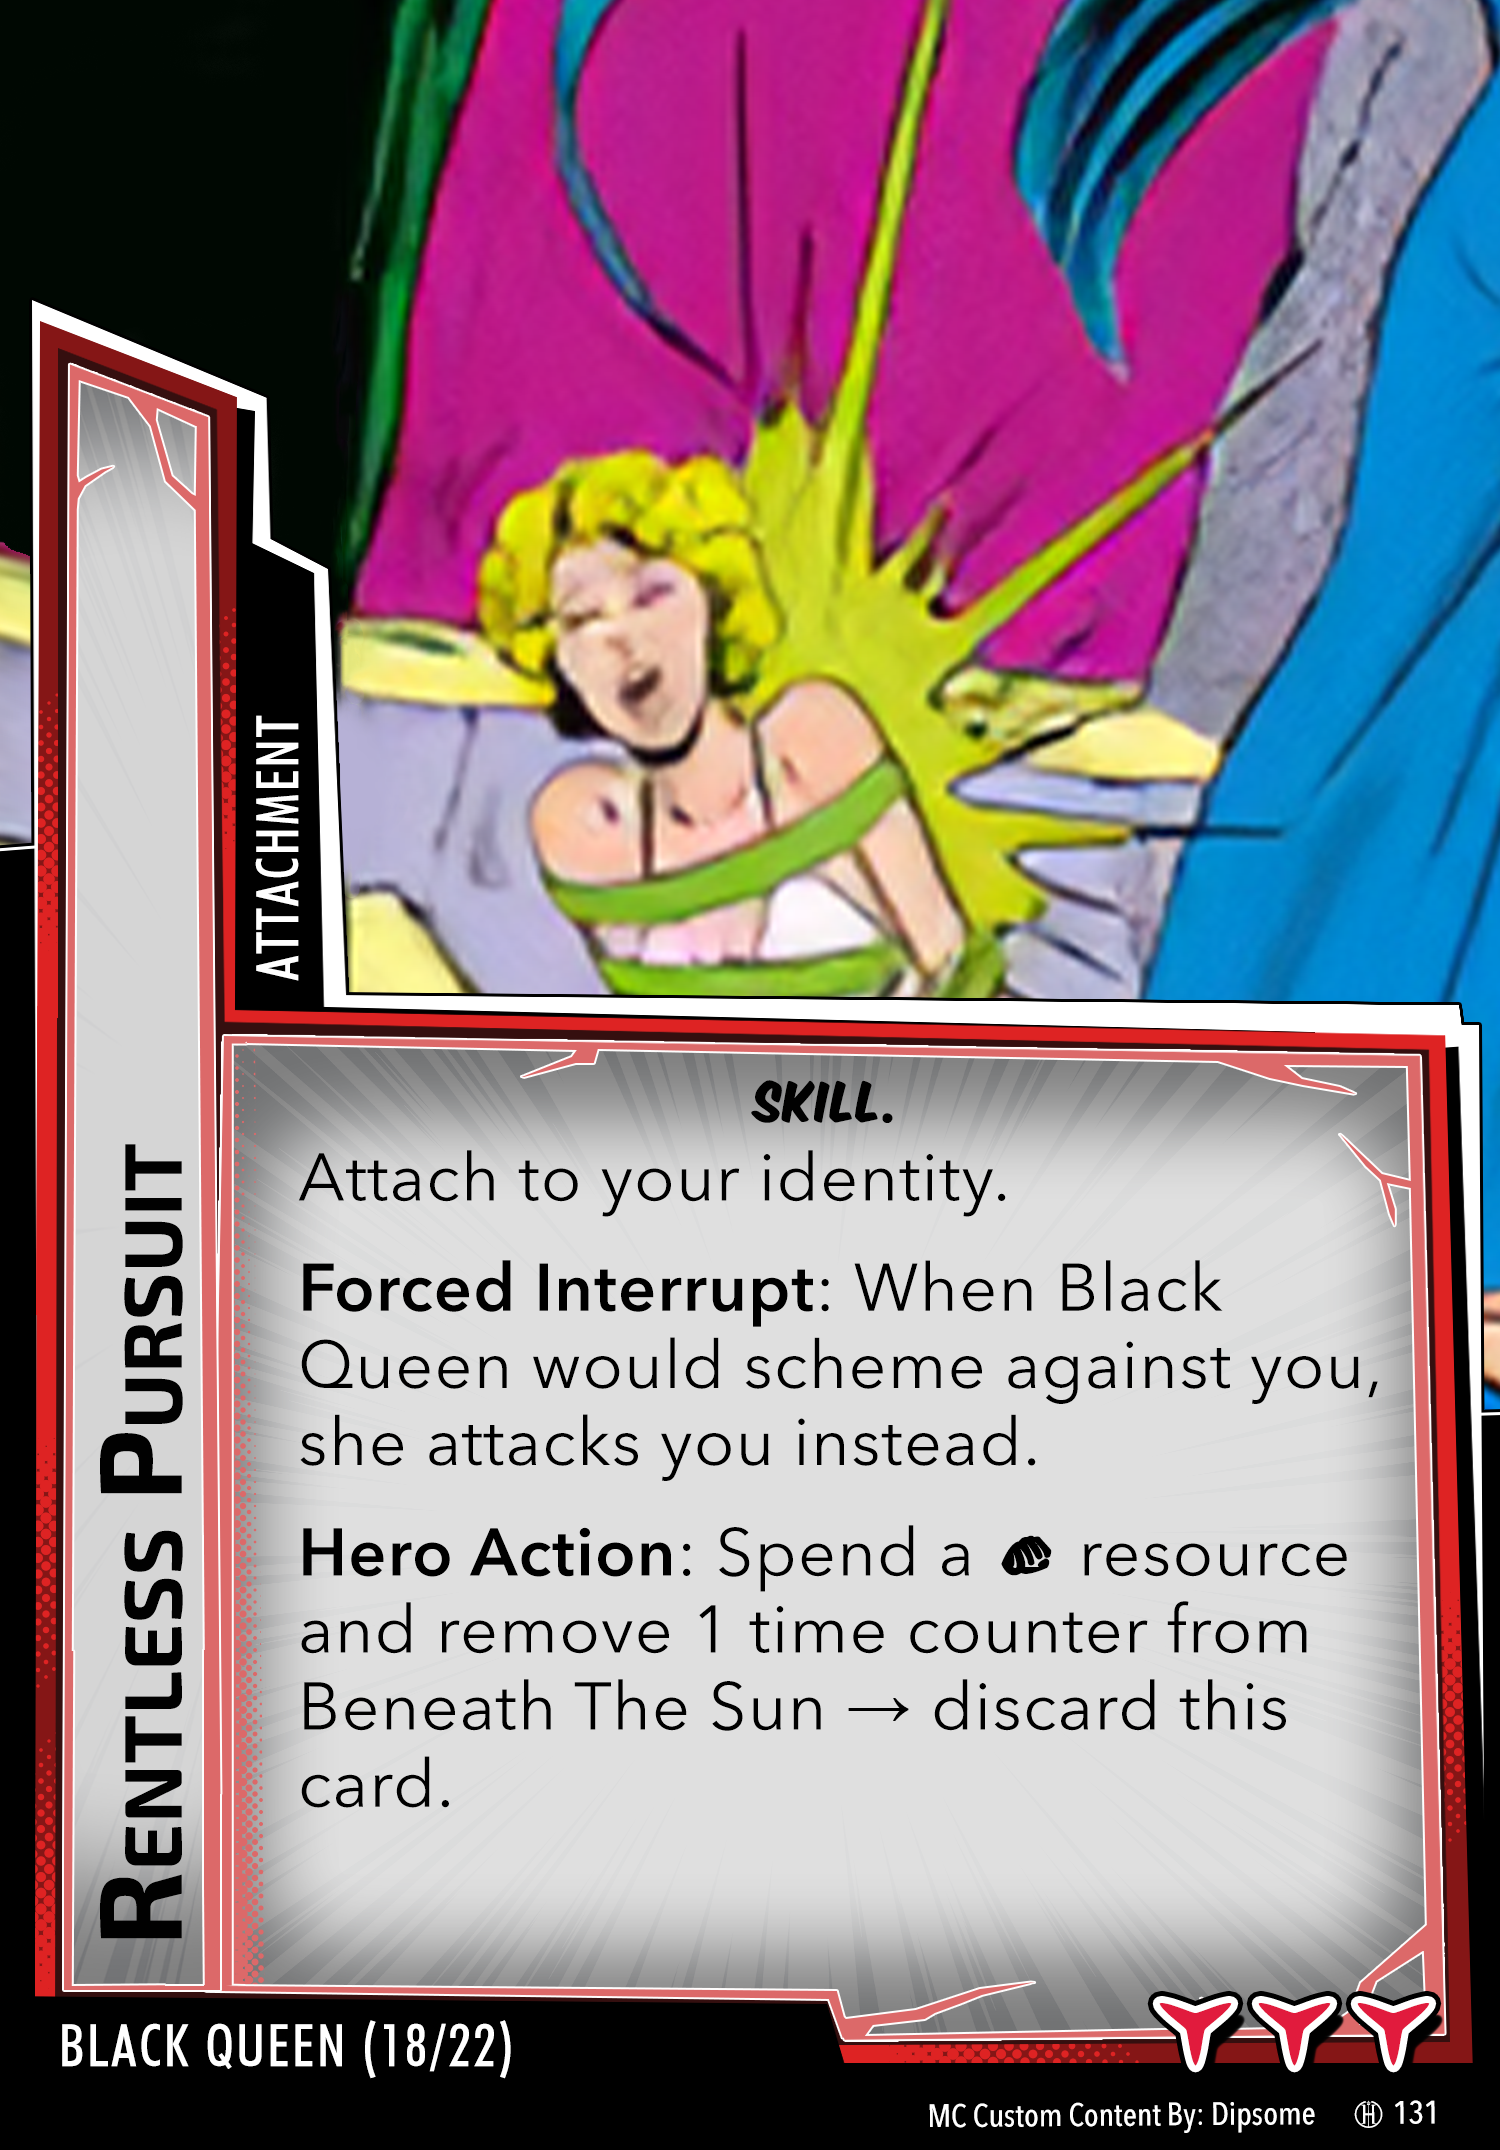 RENTLESS PURSUIT
ATTACHMENT
SKILL.
Attach to your identity.
Forced Interrupt: When Black
Queen would scheme against you,
she attacks you instead.
Hero Action: Spend a resource
and remove 1 time counter from
Beneath The Sun → discard this
card.
BLACK QUEEN (18/22)
MC Custom Content By: Dipsome 131